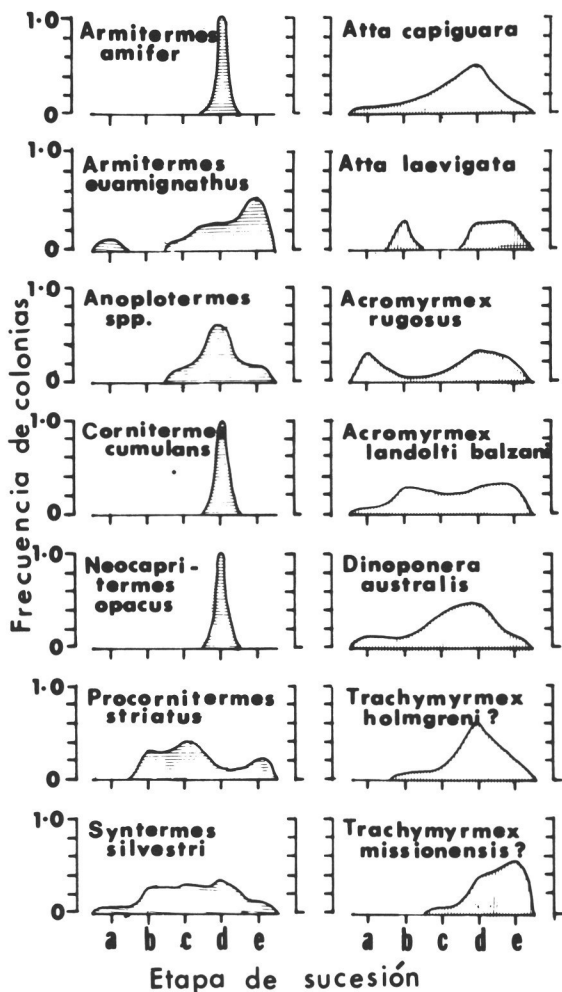 Frecuencia de colonias
1·0
0
Armitermes
amifer
Atta capiguara
1·0
0
Armitermes
euamignathus
Atta laevigata
1·0
0
Anoplotermes
spp.
Acromyrmex
rugosus
1·0
0
Cornitermes
cumulans
Acromyrmex
landolti balzani
1·0
0
Neocapri-
termes
opacus
Dinoponera
australis
1·0
0
Procornitermes
striatus
Trachymyrmex
holmgreni?
1·0
0
Syntermes
silvestri
Trachymyrmex
missionensis?
a b c d e
a b c d e
Etapa de sucesión